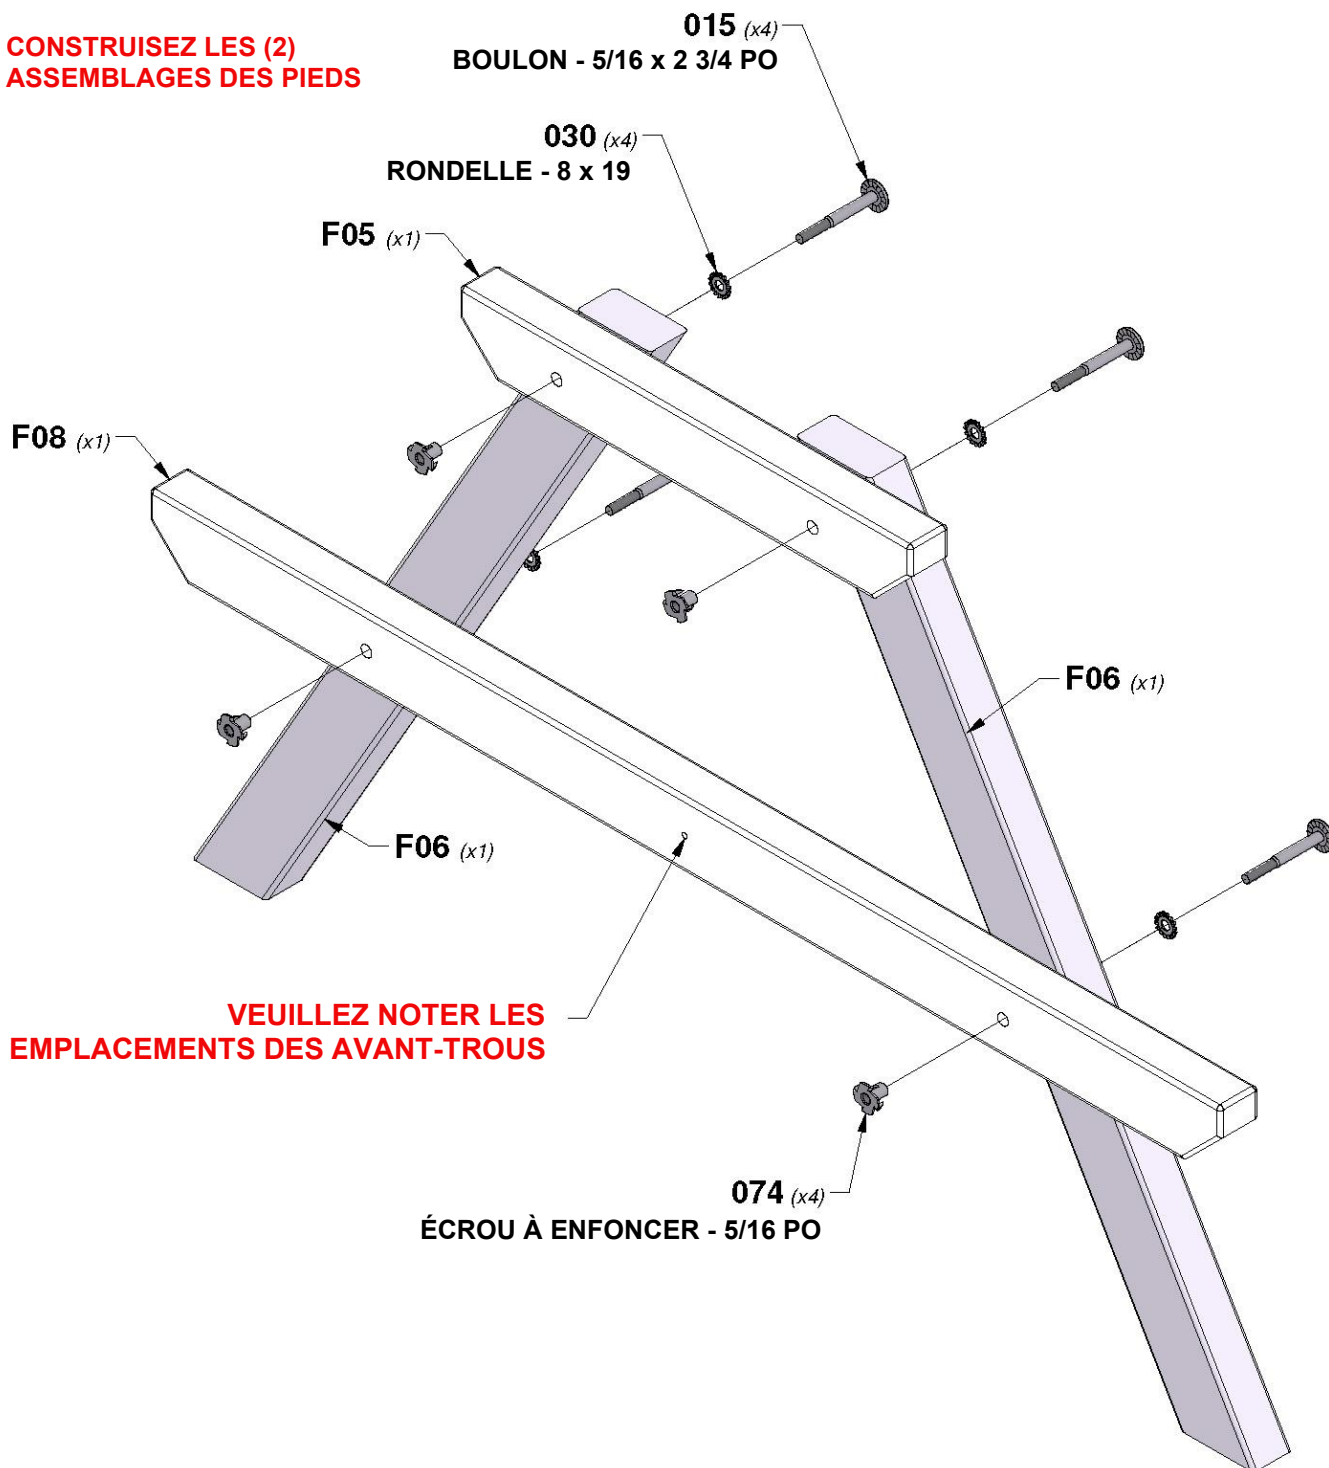 CONSTRUISEZ LES (2)
ASSEMBLAGES DES PIEDS
015 (x4)
BOULON - 5/16 x 2 3/4 PO
030 (x4)
RONDELLE - 8 x 19
F05 (x1)
F08 (x1)
F06 (x1)
F06 (x1)
VEUILLEZ NOTER LES
EMPLACEMENTS DES AVANT-TROUS
074 (x4)
ÉCROU À ENFONCER - 5/16 PO